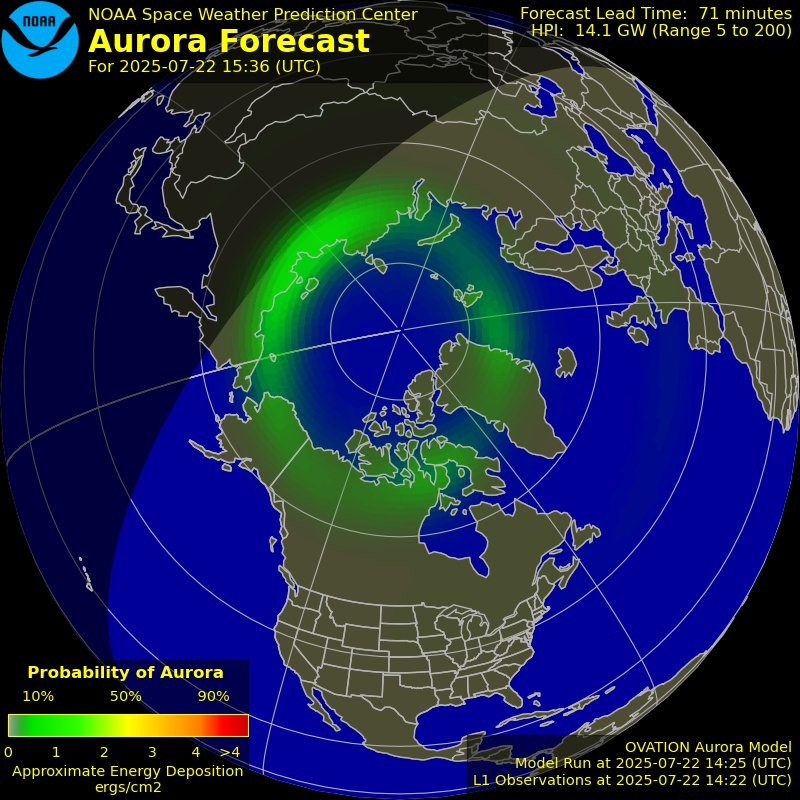 NOAA
NOAA Space Weather Prediction Center
Aurora Forecast
For 2025-07-22 15:36 (UTC)
Forecast Lead Time: 71 minutes
HPI: 14.1 GW (Range 5 to 200)
Probability of Aurora
10% 50% 90%
0 1 2 3 4 >4
Approximate Energy Deposition
ergs/cm2
OVATION Aurora Model
Model Run at 2025-07-22 14:25 (UTC)
L1 Observations at 2025-07-22 14:22 (UTC)